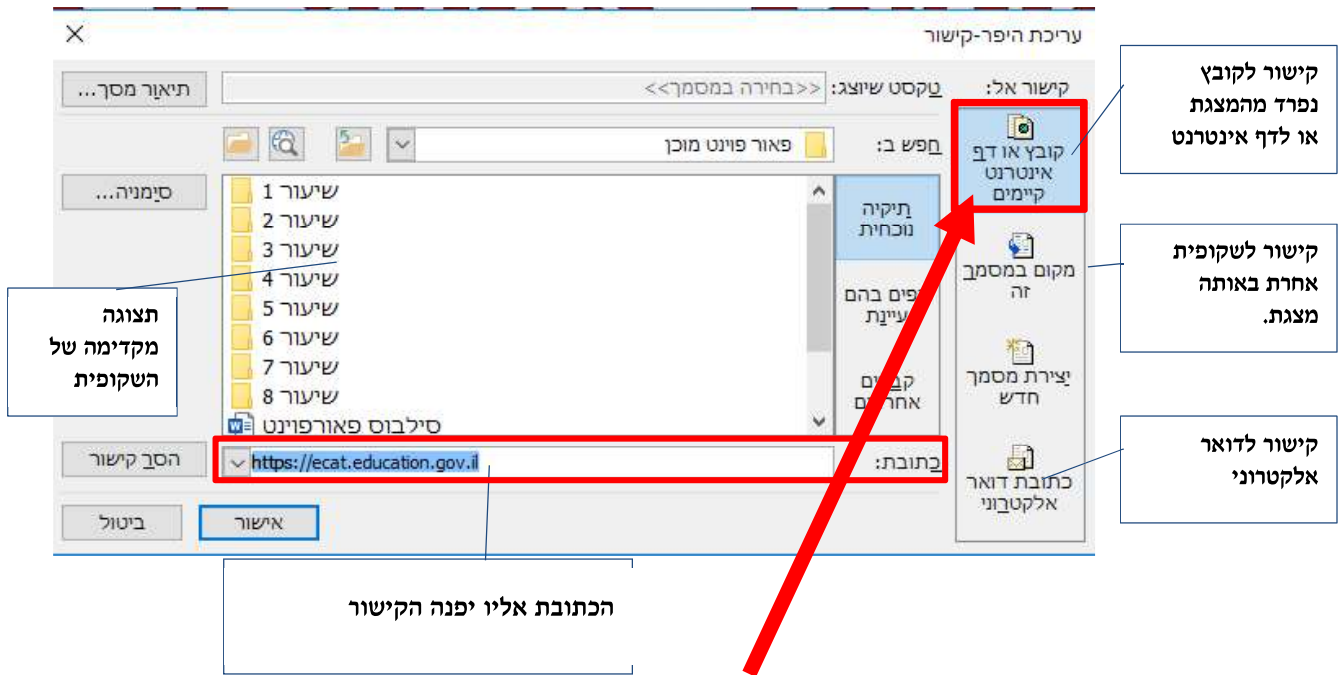 עריכת היפר-קישור
קישור אל:
טקסט שיוצג:
<<בחירה במסמך>>
תיאור מסך...
קובץ או דף
אינטרנט
קיימים
חפש ב:
פאור פוינט מוכן
תיקיה
נוכחית
שיעור 1
שיעור 2
שיעור 3
שיעור 4
שיעור 5
שיעור 6
שיעור 7
שיעור 8
סילבוס פאורפוינט
סימניה...
מקום במסמך
זה
בהם
עיינת
יצירת מסמך
חדש
אחרונים
כתובת דואר
אלקטרוני
כתובת:
https://ecat.education.gov.il
הסר קישור
אישור
ביטול
קישור לקובץ
נפרד מהמצגת
או לדף אינטרנט
קישור לשקופית
אחרת באותה
מצגת.
קישור לדואר
אלקטרוני
תצוגה
מקדימה של
השקופית
הכתובת אליו יפנה הקישור